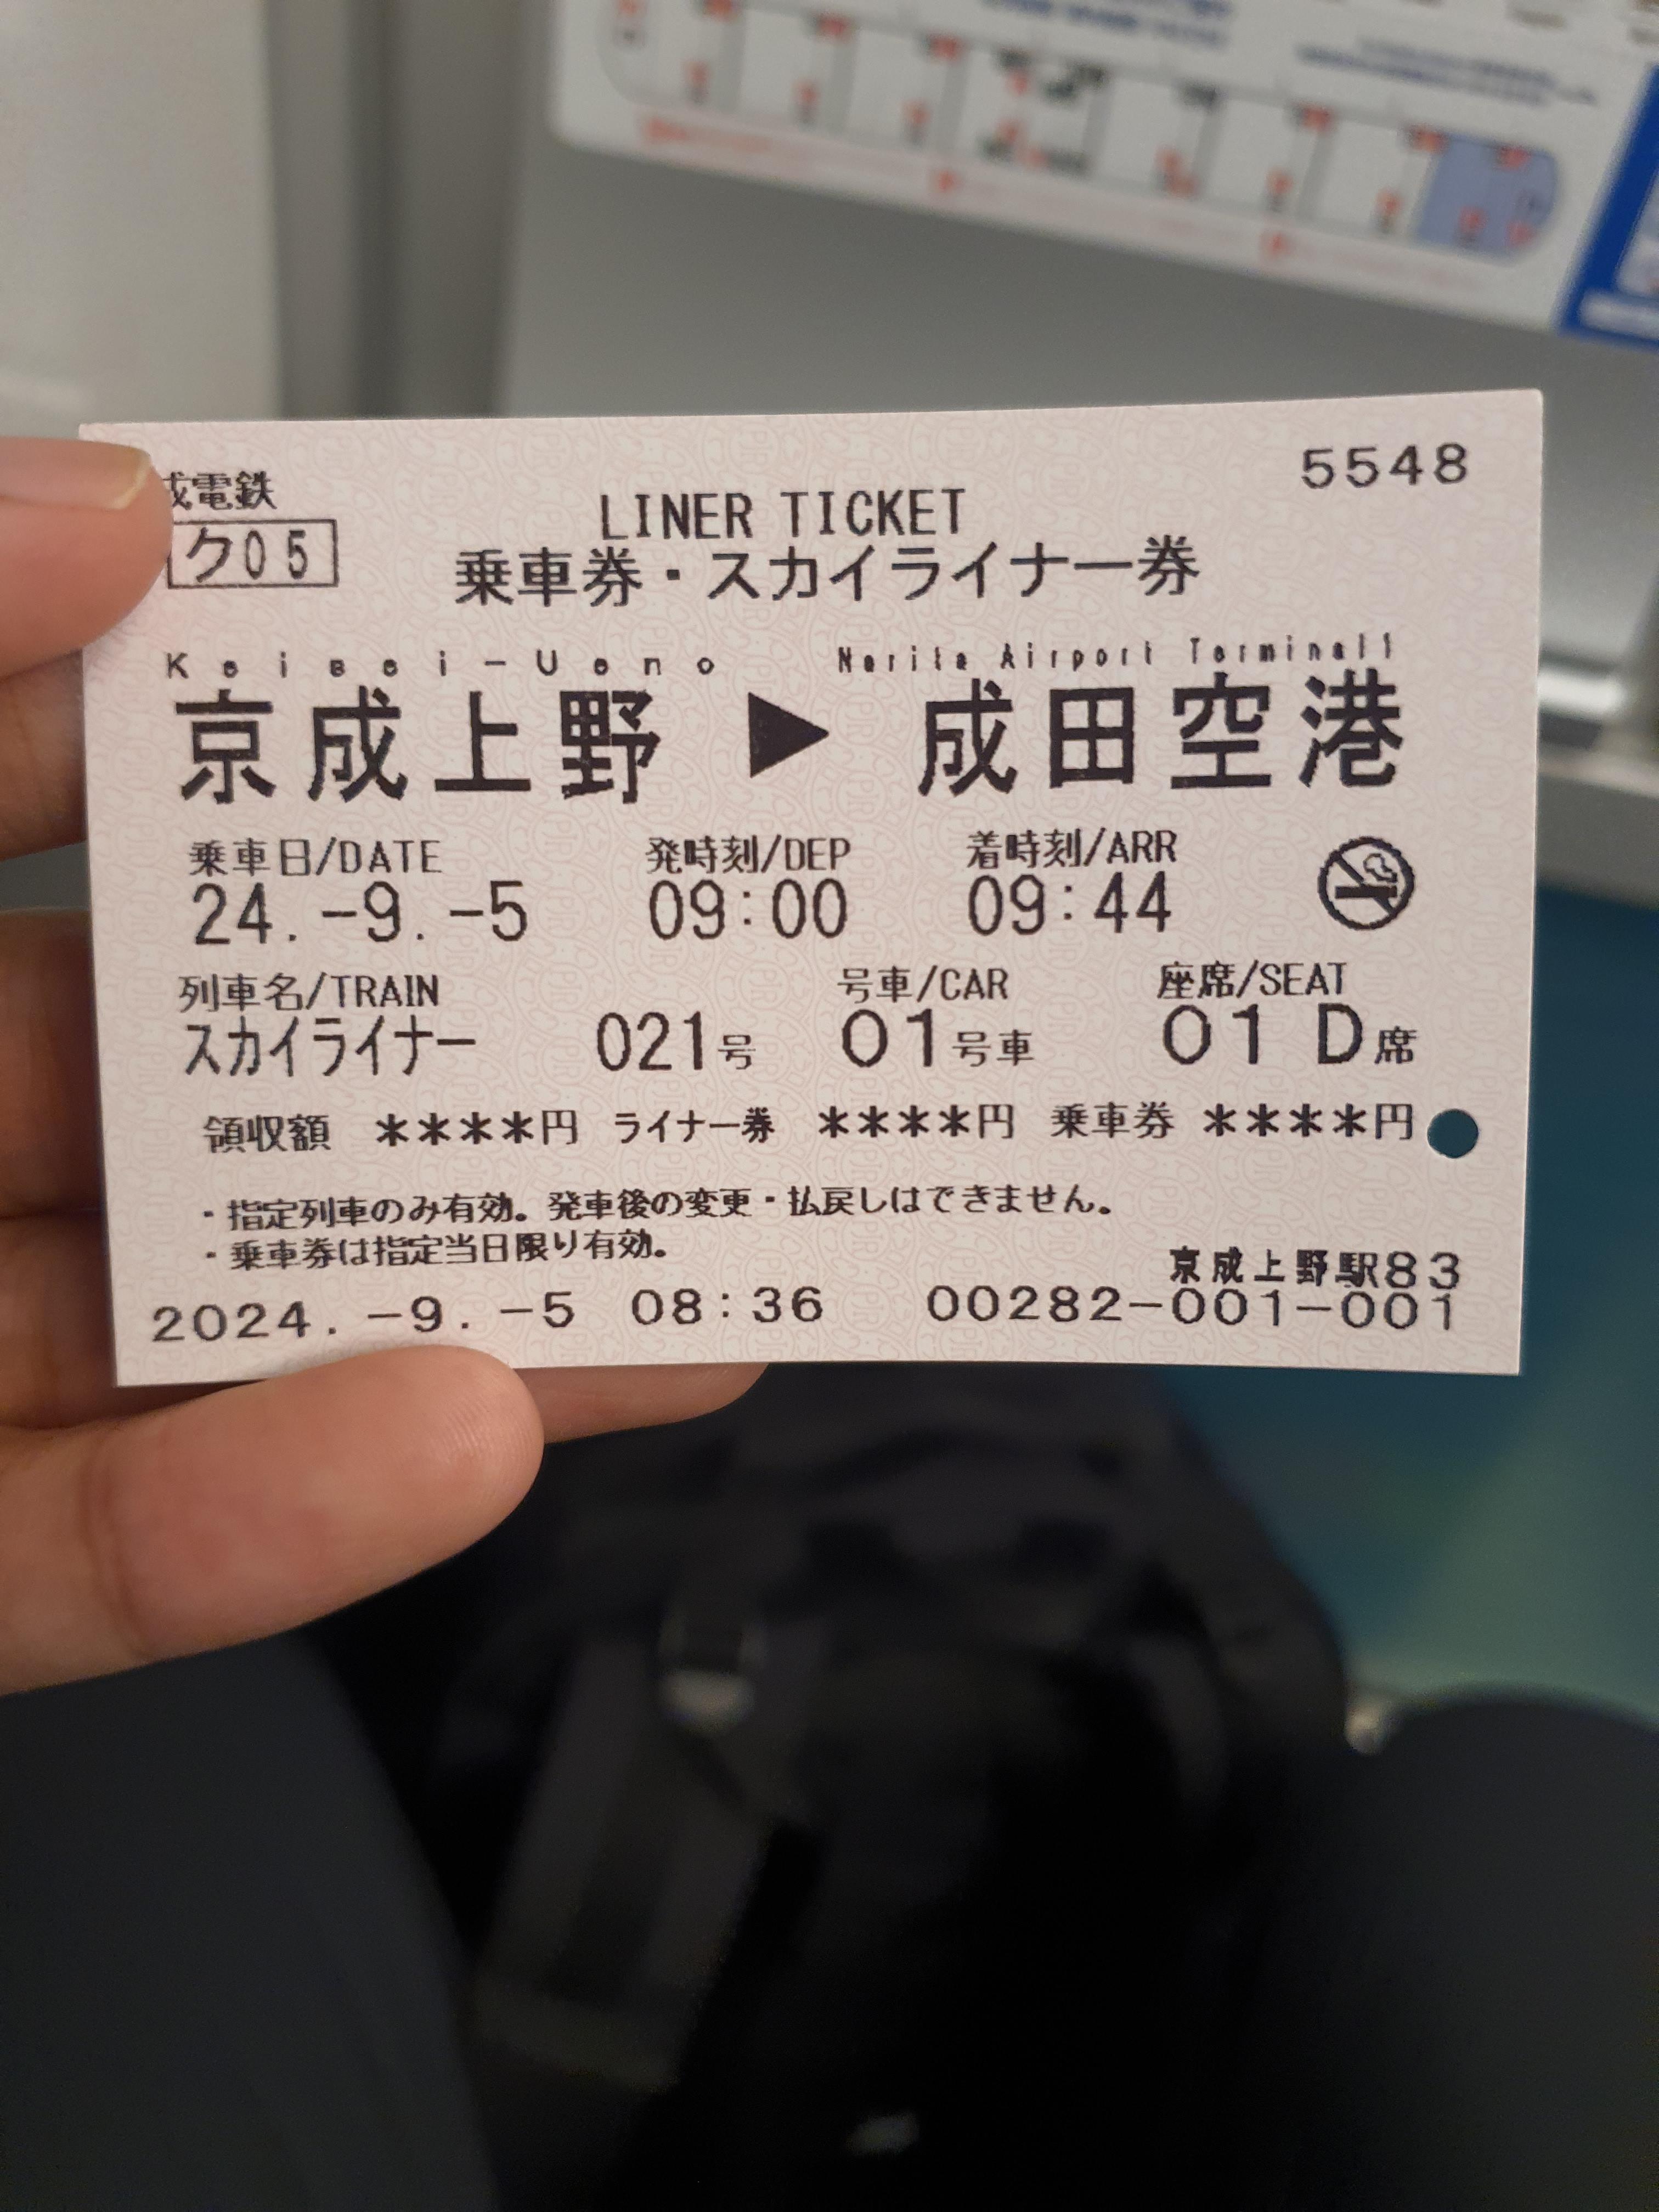 成電鉄
5548
ク05
LINER TICKET
乗車券・スカイライナー券
Keisei-Ueno Narita Airport Terminal1
京成上野 ▶ 成田空港
乗車日/DATE 発時刻/DEP 着時刻/ARR
24.-9.-5 09:00 09:44
列車名/TRAIN 号車/CAR 座席/SEAT
スカイライナー 021号 01号車 01 D席
領収額 ****円 ライナー券 ****円 乗車券 ****円
・指定列車のみ有効。発車後の変更・払戻しはできません。
・乗車券は指定当日限り有効。
京成上野駅83
2024.-9.-5 08:36 00282-001-001